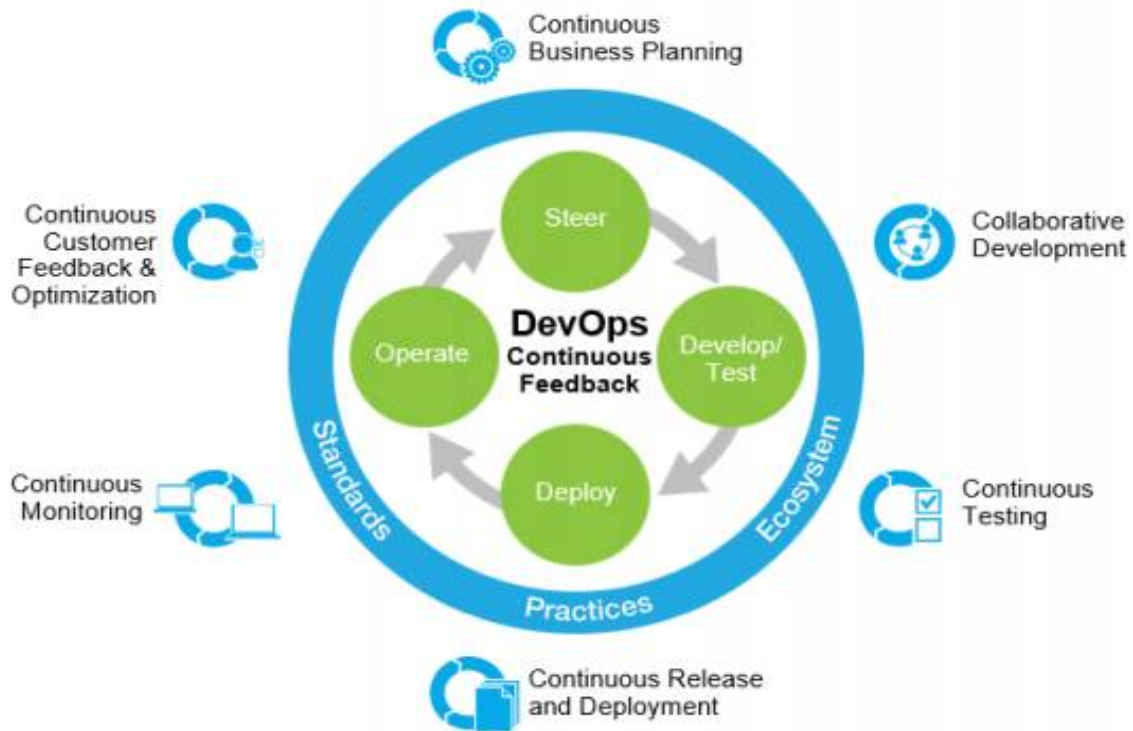 Continuous
Business Planning
Continuous
Customer
Feedback &
Optimization
Collaborative
Development
Steer
Operate
DevOps
Continuous
Feedback
Develop/
Test
Deploy
Standards
Practices
Ecosystem
Continuous
Monitoring
Continuous
Testing
Continuous Release
and Deployment